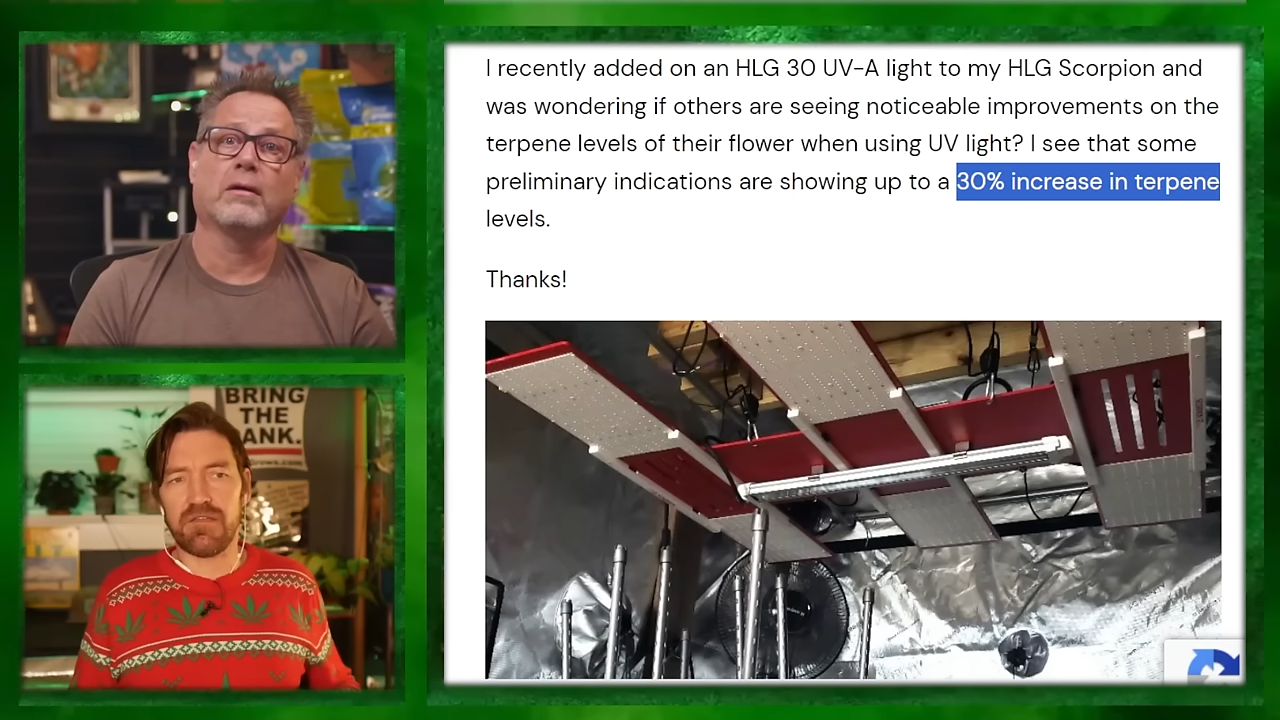 I recently added on an HLG 30 UV-A light to my HLG Scorpion and
was wondering if others are seeing noticeable improvements on the
terpene levels of their flower when using UV light? I see that some
preliminary indications are showing up to a 30% increase in terpene
levels.
Thanks!
BRING
THE
ANK.